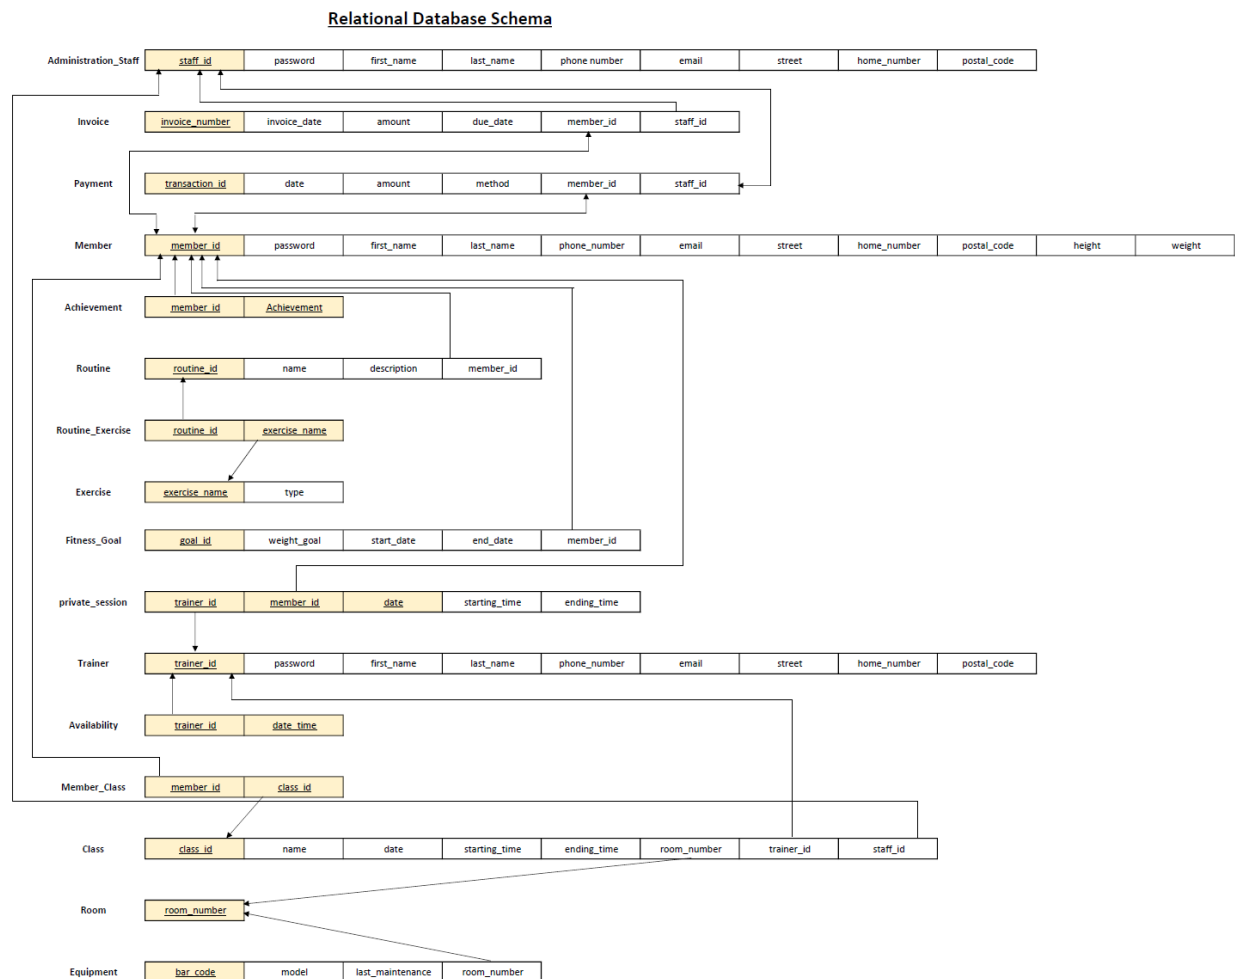 Relational Database Schema
Administration_Staff staff_id password first_name last_name phone number email street home_number postal_code
Invoice invoice_number invoice_date amount due_date member_id staff_id
Payment transaction_id date amount method member_id staff_id
Member member_id password first_name last_name phone_number email street home_number postal_code height weight
Achievement member_id Achievement
Routine routine_id name description member_id
Routine_Exercise routine_id exercise_name
Exercise exercise_name type
Fitness_Goal goal_id weight_goal start_date end_date member_id
private_session trainer_id member_id date starting_time ending_time
Trainer trainer_id password first_name last_name phone_number email street home_number postal_code
Availability trainer_id date_time
Member_Class member_id class_id
Class class_id name date starting_time ending_time room_number trainer_id staff_id
Room room_number
Equipment bar_code model last_maintenance room_number